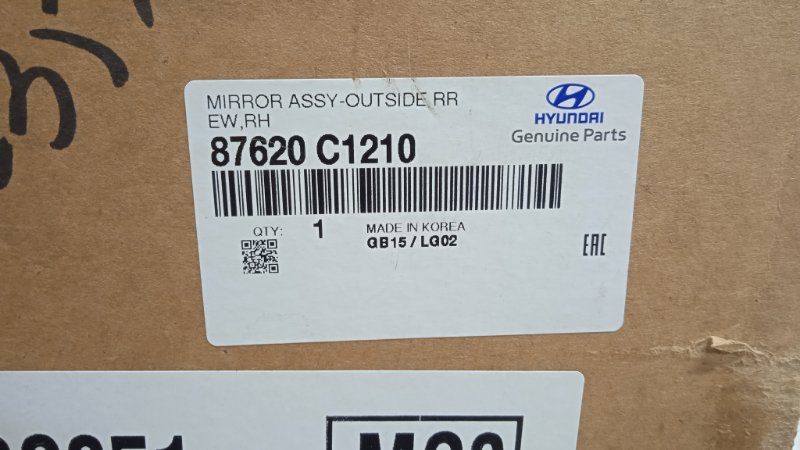 MIRROR ASSY-OUTSIDE RR
EW,RH
HYUNDAI
Genuine Parts
87620 C1210
QTY: 1 MADE IN KOREA
GB15 / LG02
EAC